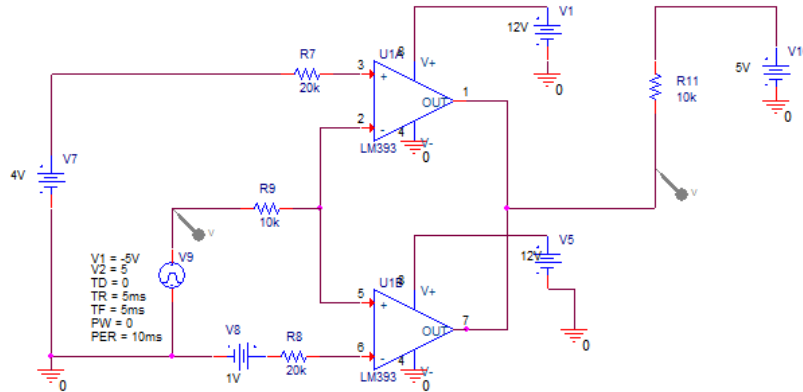 V1
12V
0
R7
20k
U1A
3
+
8
V+
OUT
1
2
-
4
V-
LM393
0
V1
5V
0
R11
10k
V7
4V
R9
10k
V
V
V1 = -5V
V2 = 5
TD = 0
TR = 5ms
TF = 5ms
PW = 0
PER = 10ms
V9
V5
12V
0
U1B
5
+
8
V+
OUT
7
6
-
4
V-
LM393
0
V8
1V
R8
20k
0